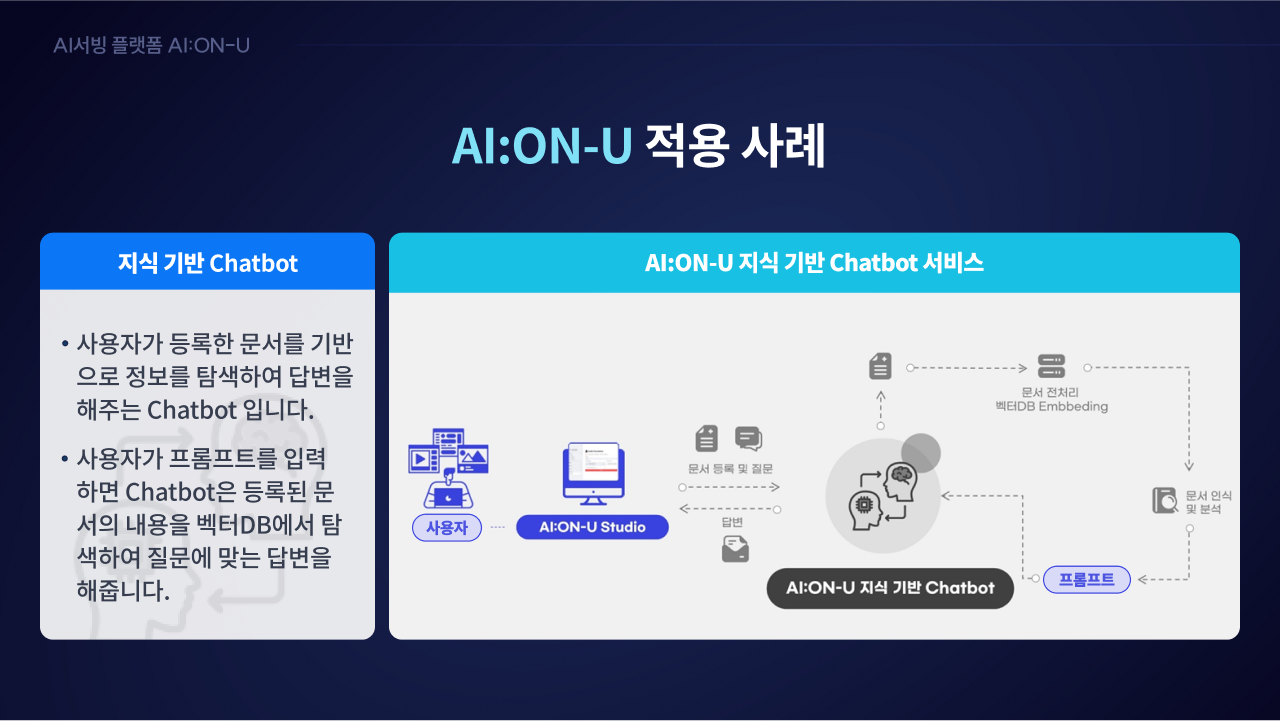 AI서빙 플랫폼 AI:ON-U
AI:ON-U 적용 사례
지식 기반 Chatbot
• 사용자가 등록한 문서를 기반
으로 정보를 탐색하여 답변을
해주는 Chatbot 입니다.
• 사용자가 프롬프트를 입력
하면 Chatbot은 등록된 문
서의 내용을 벡터DB에서 탐
색하여 질문에 맞는 답변을
해줍니다.
AI:ON-U 지식 기반 Chatbot 서비스
사용자
AI:ON-U Studio
문서 등록 및 질문
답변
AI:ON-U 지식 기반 Chatbot
문서 전처리
벡터DB Embbeding
문서 인식
및 분석
프롬프트